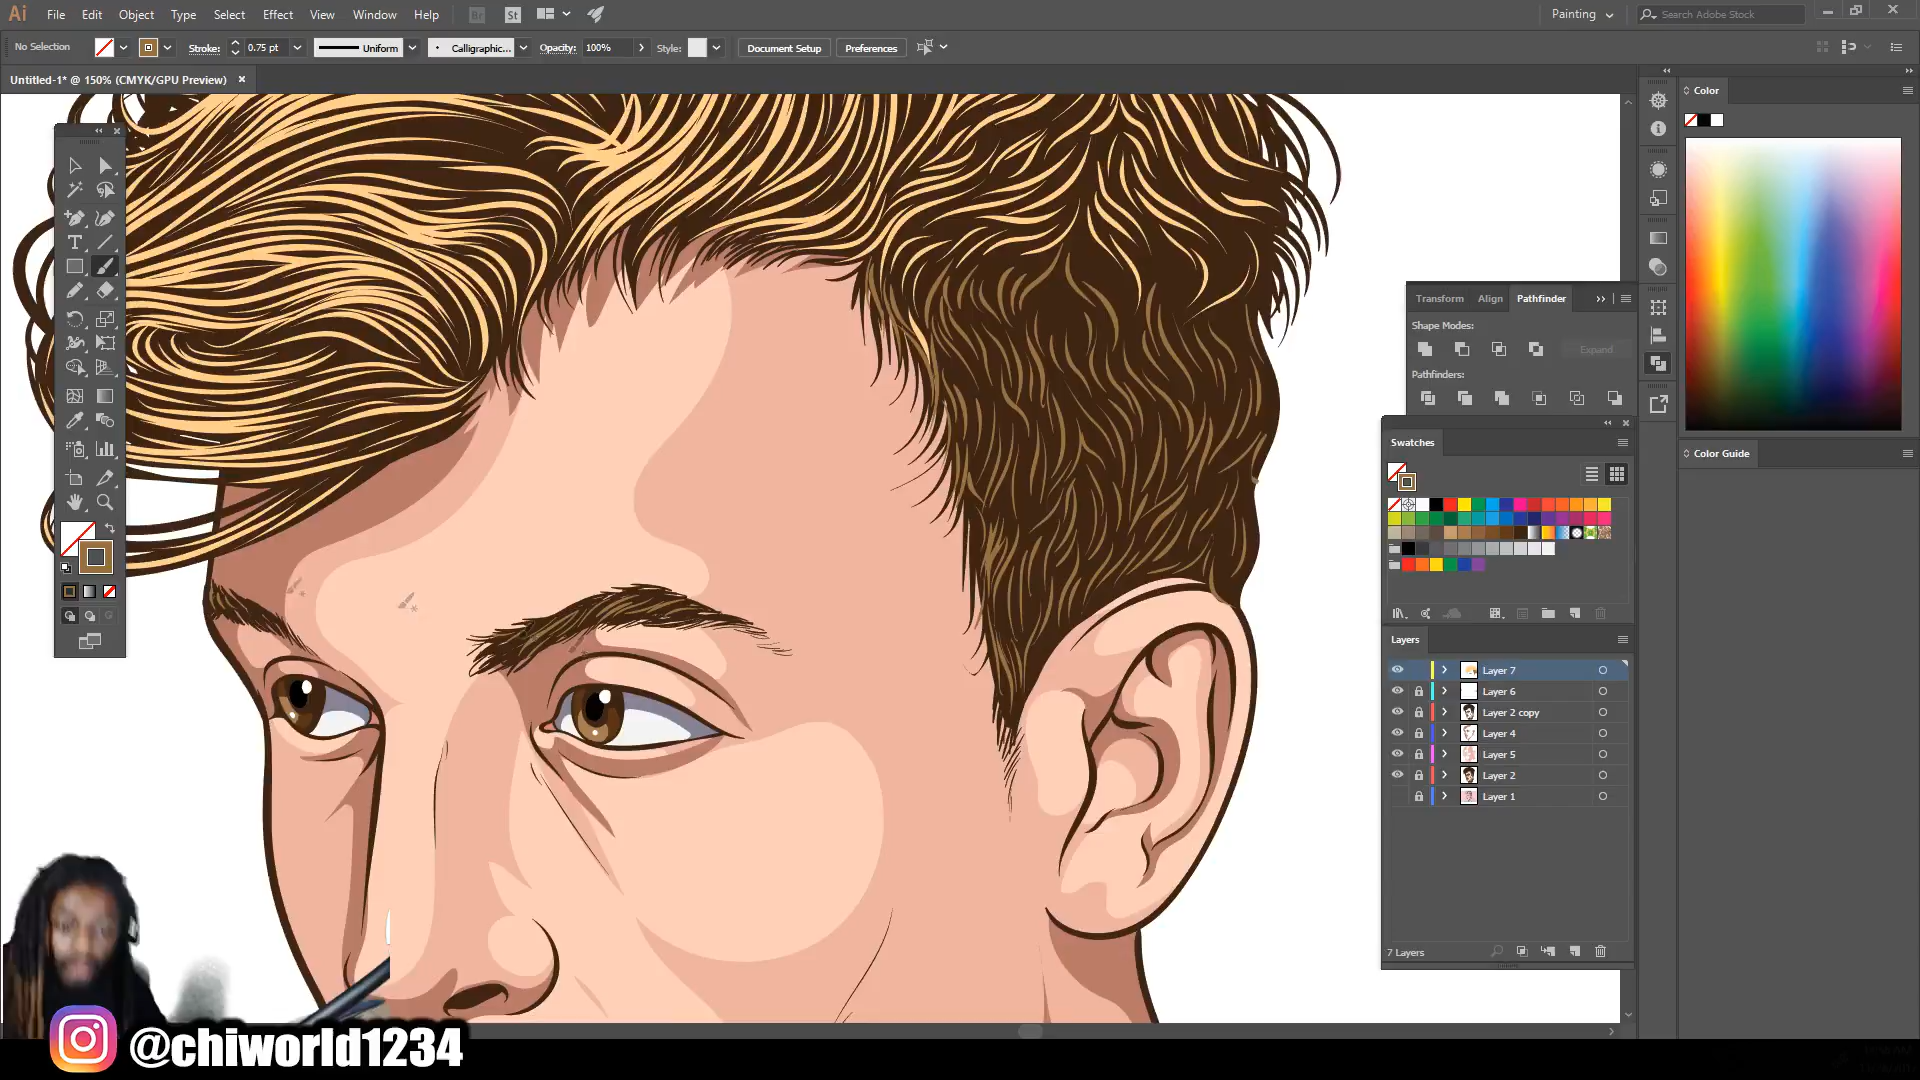 Ai File Edit Object Type Select Effect View Window Help Br St Painting Search Adobe Stock
No Selection Stroke: 0.75 pt Uniform Calligraphic... Opacity: 100% Style: Document Setup Preferences
Untitled-1* @ 150% (CMYK/GPU Preview)
Color
Transform Align Pathfinder
Shape Modes:
Expand
Pathfinders:
Swatches
Color Guide
Layers
Layer 7
Layer 6
Layer 2 copy
Layer 4
Layer 5
Layer 2
Layer 1
7 Layers
@chiworld1234